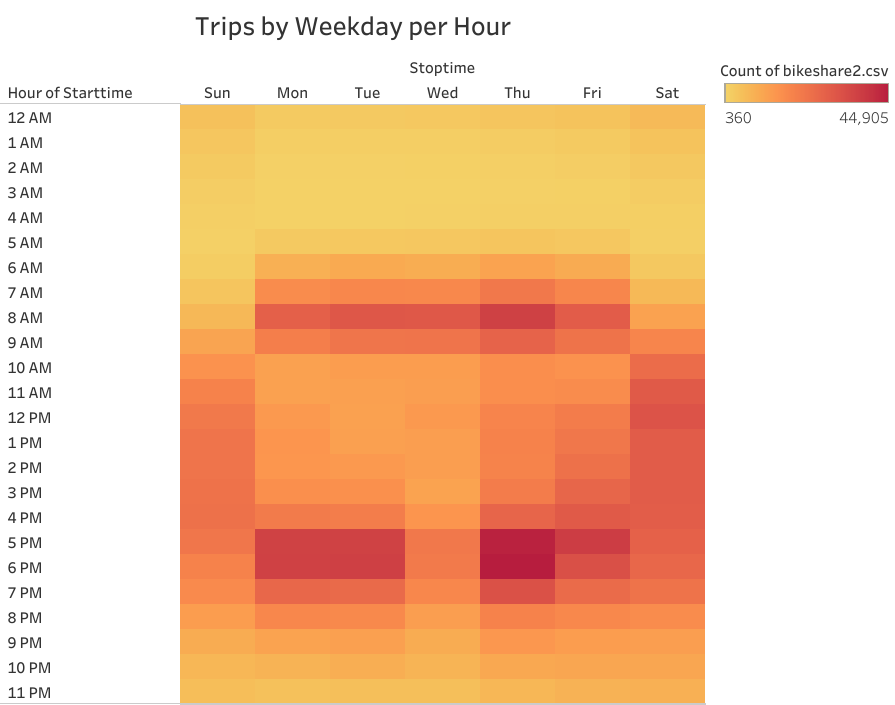 Trips by Weekday per Hour
Stoptime
Count of bikeshare2.csv
Hour of Starttime Sun Mon Tue Wed Thu Fri Sat
360 44,905
12 AM
1 AM
2 AM
3 AM
4 AM
5 AM
6 AM
7 AM
8 AM
9 AM
10 AM
11 AM
12 PM
1 PM
2 PM
3 PM
4 PM
5 PM
6 PM
7 PM
8 PM
9 PM
10 PM
11 PM